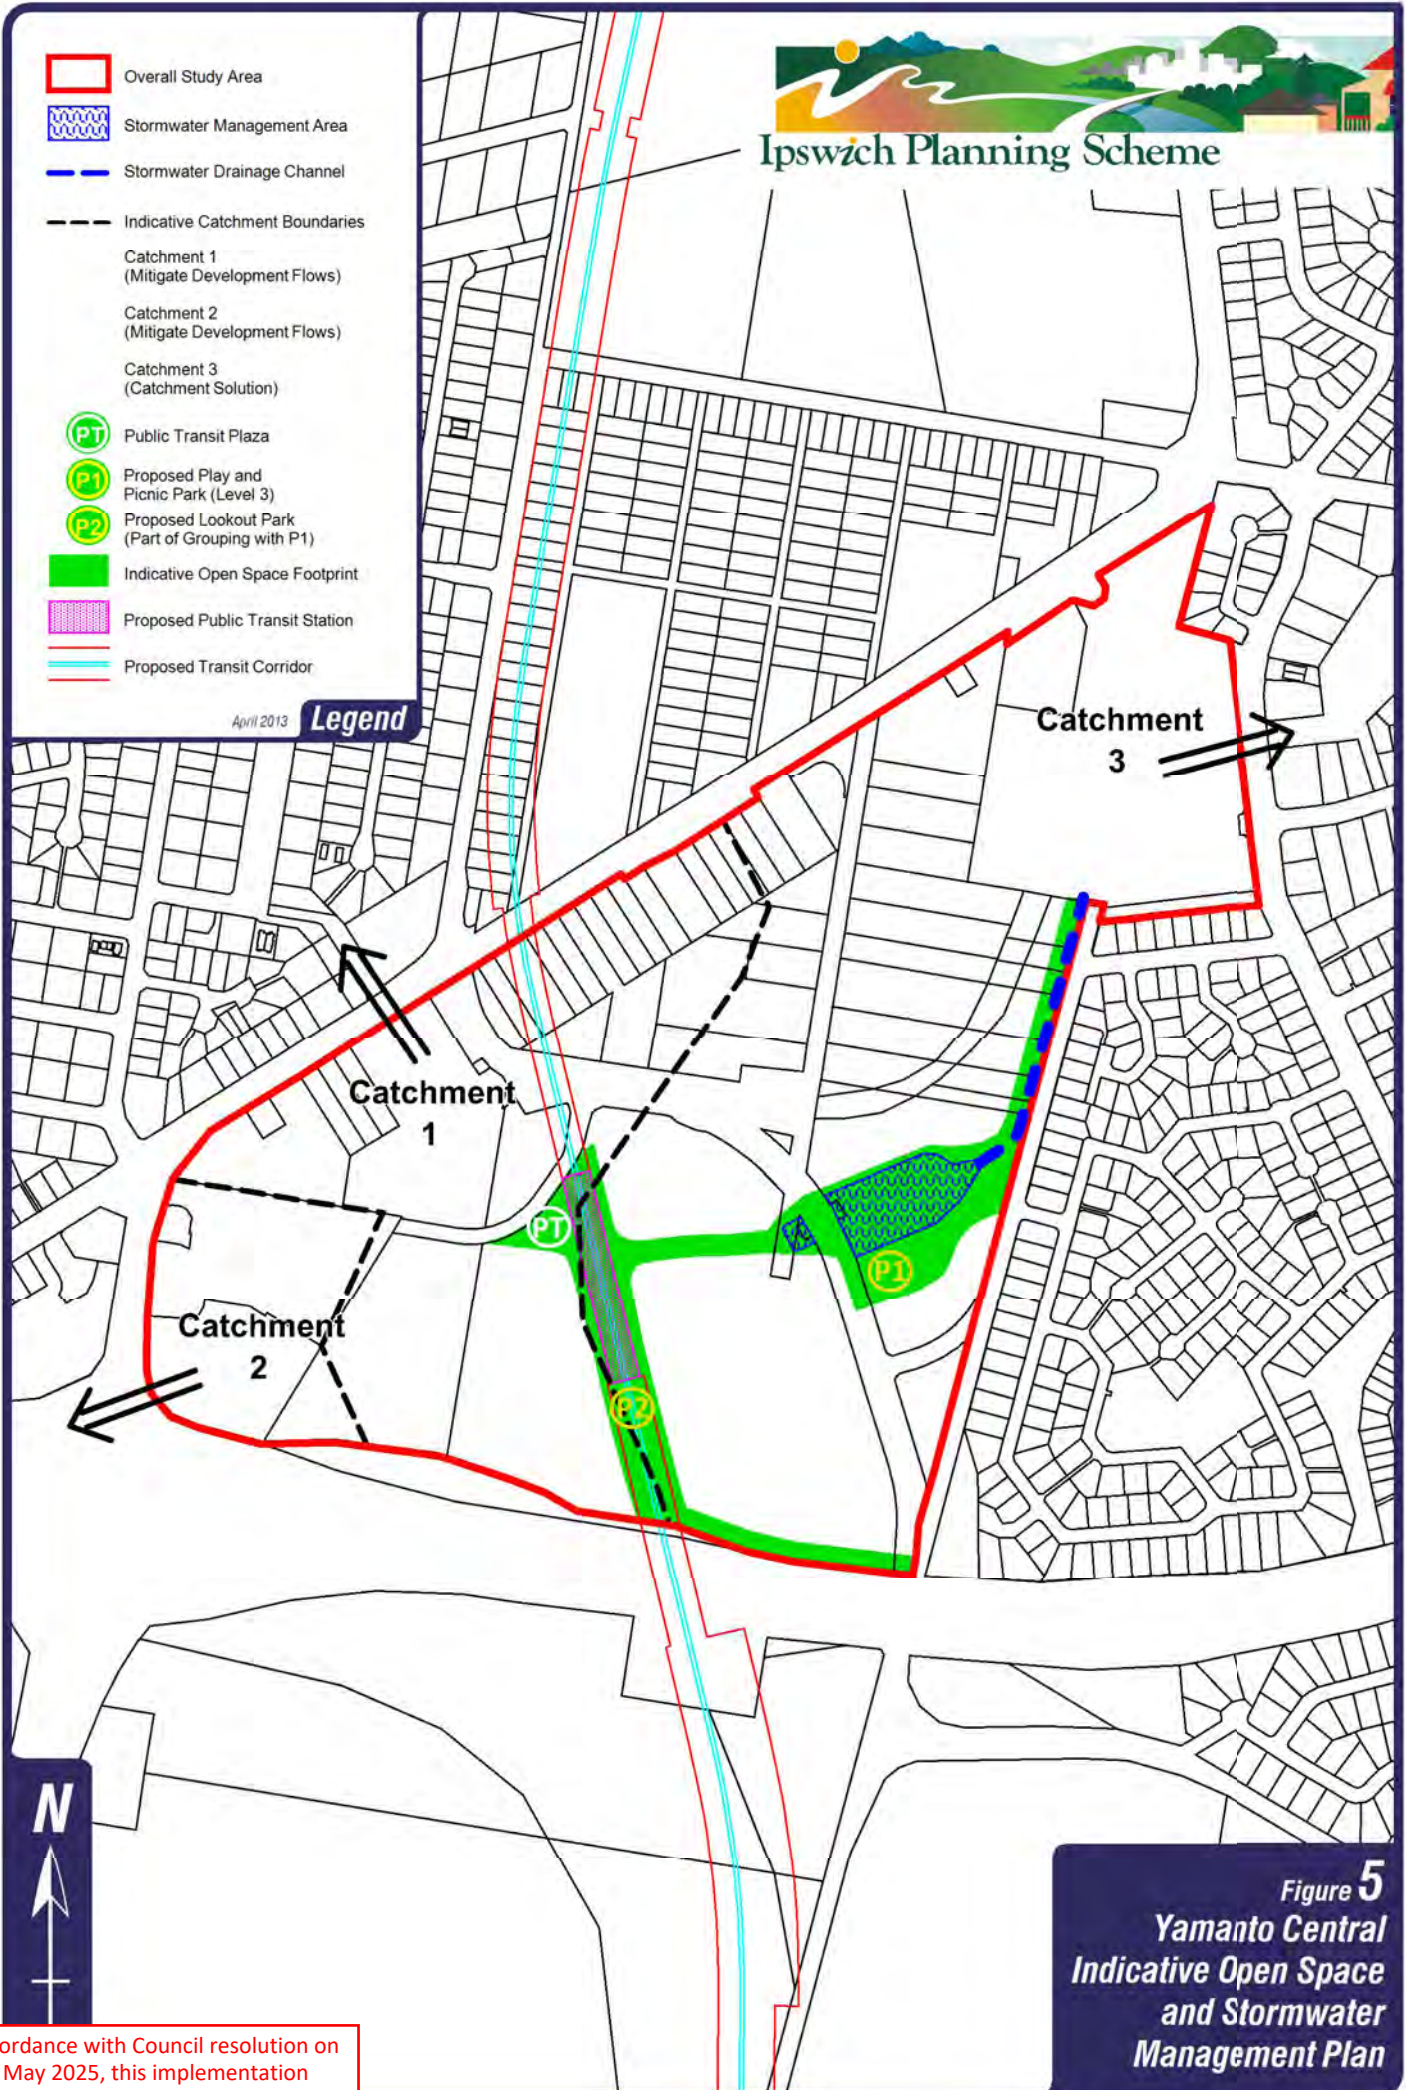 Overall Study Area
Stormwater Management Area
Stormwater Drainage Channel
Indicative Catchment Boundaries
Catchment 1
(Mitigate Development Flows)
Catchment 2
(Mitigate Development Flows)
Catchment 3
(Catchment Solution)
PT Public Transit Plaza
P1 Proposed Play and
Picnic Park (Level 3)
P2 Proposed Lookout Park
(Part of Grouping with P1)
Indicative Open Space Footprint
Proposed Public Transit Station
Proposed Transit Corridor
April 2013 Legend
Ipswich Planning Scheme
Catchment
3
Catchment
1
PT
P1
Catchment
2
P2
N
Figure 5
Yamanto Central
Indicative Open Space
and Stormwater
Management Plan
ordance with Council resolution on
May 2025, this implementation